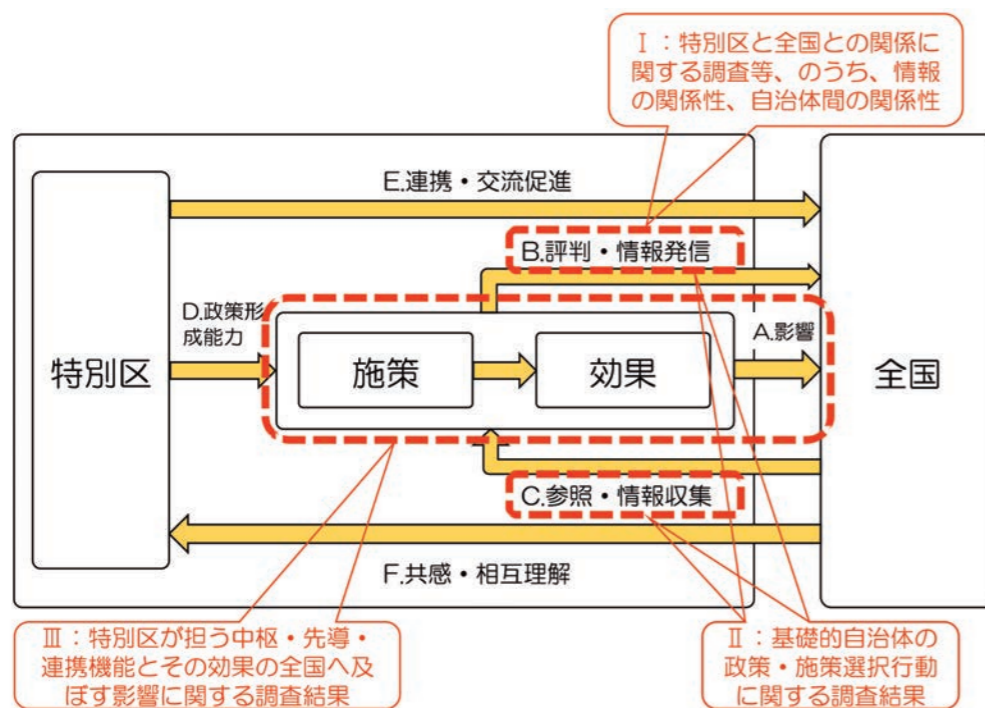 Ⅰ：特別区と全国との関係に
関する調査等、のうち、情報
の関係性、自治体間の関係性
E.連携・交流促進
B.評判・情報発信
D.政策形
成能力
A.影響
特別区
施策
効果
全国
C.参照・情報収集
F.共感・相互理解
Ⅲ：特別区が担う中枢・先導・
連携機能とその効果の全国へ及
ぼす影響に関する調査結果
Ⅱ：基礎的自治体の
政策・施策選択行動
に関する調査結果